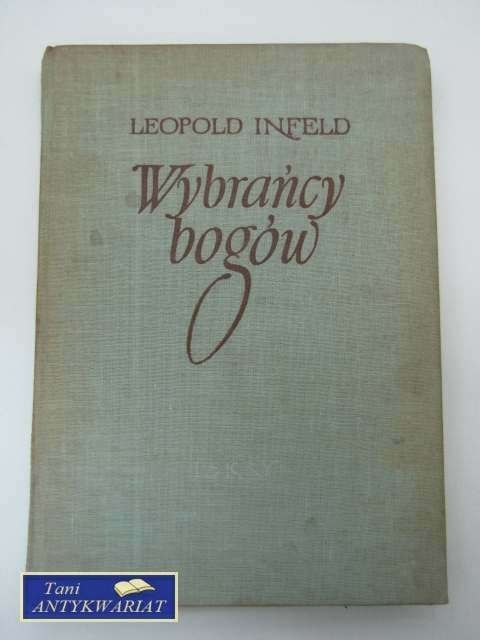 LEOPOLD INFELD
Wybrańcy
bogów
Tani
ANTYKWARIAT